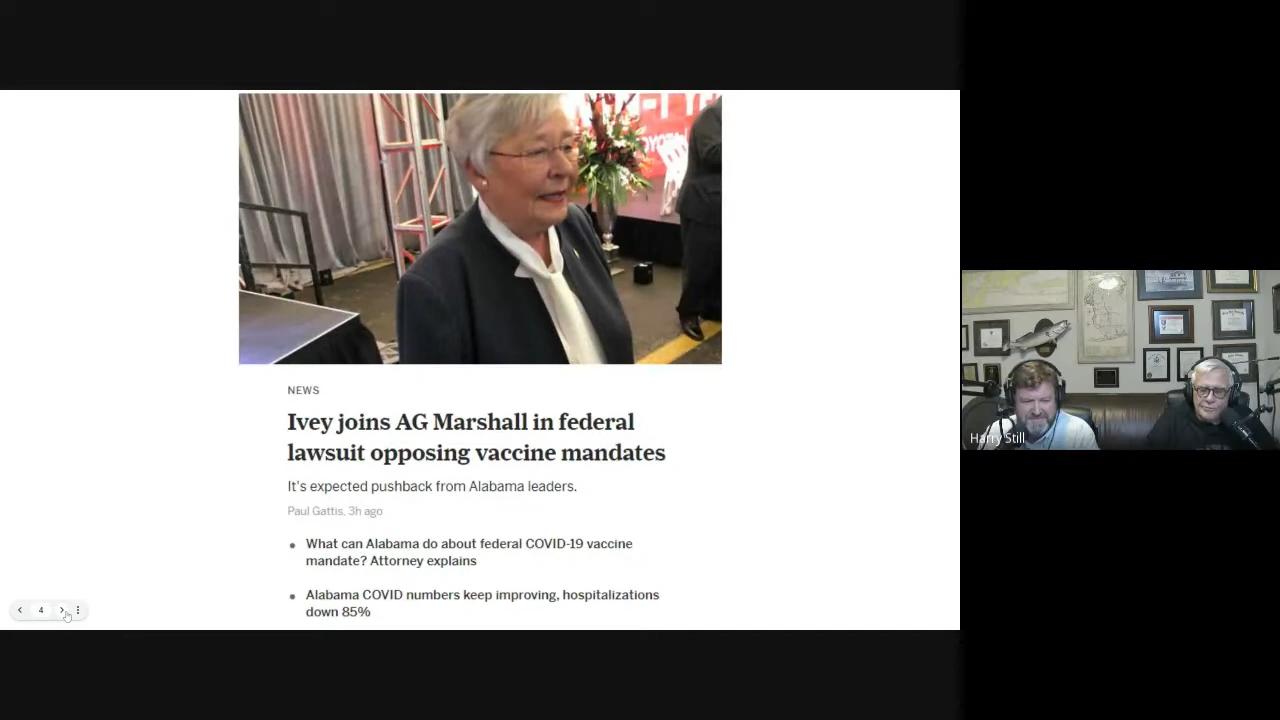 TOYOTA
NEWS
Ivey joins AG Marshall in federal
lawsuit opposing vaccine mandates
It's expected pushback from Alabama leaders.
Paul Gattis, 3h ago
What can Alabama do about federal COVID-19 vaccine
mandate? Attorney explains
Alabama COVID numbers keep improving, hospitalizations
down 85%
4
Harry Still